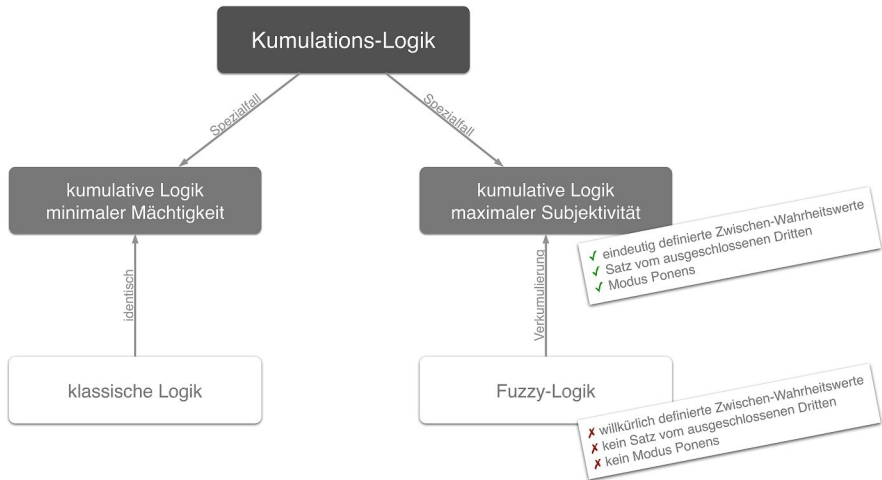 Kumulations-Logik
Spezialfall
Spezialfall
kumulative Logik
minimaler Mächtigkeit
kumulative Logik
maximaler Subjektivität
✓ eindeutig definierte Zwischen-Wahrheitswerte
✓ Satz vom ausgeschlossenen Dritten
✓ Modus Ponens
identisch
Verkumulierung
klassische Logik
Fuzzy-Logik
✗ willkürlich definierte Zwischen-Wahrheitswerte
✗ kein Satz vom ausgeschlossenen Dritten
✗ kein Modus Ponens